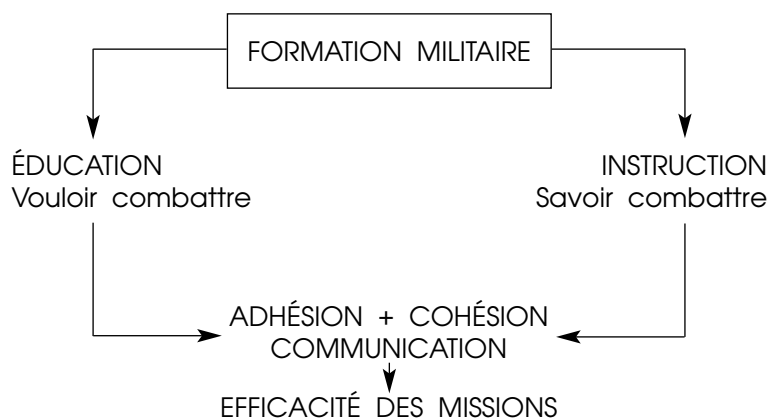 FORMATION MILITAIRE
ÉDUCATION
Vouloir combattre
INSTRUCTION
Savoir combattre
ADHÉSION + COHÉSION
COMMUNICATION
EFFICACITÉ DES MISSIONS